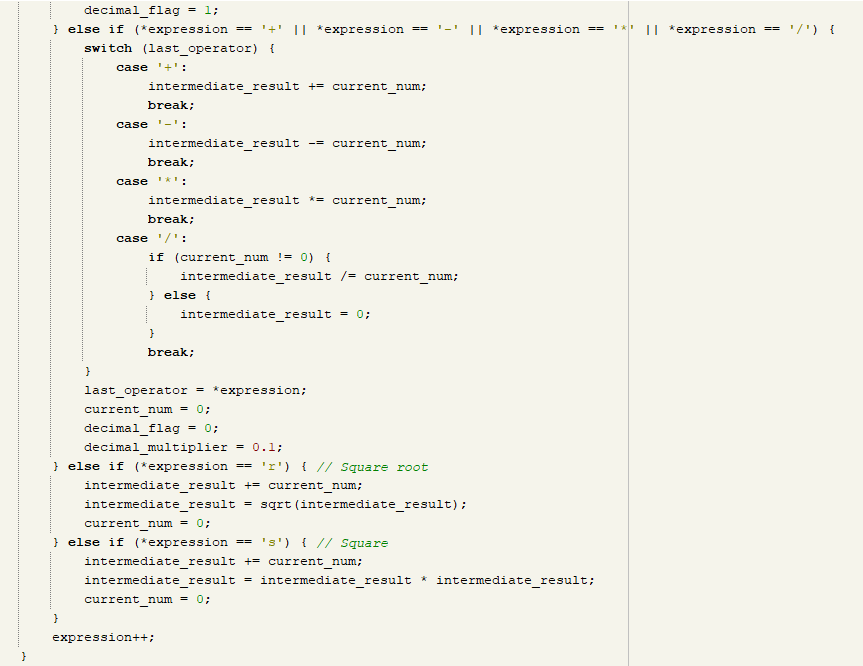 decimal_flag = 1;
} else if (*expression == '+' || *expression == '-' || *expression == '*' || *expression == '/') {
switch (last_operator) {
case '+':
intermediate_result += current_num;
break;
case '-':
intermediate_result -= current_num;
break;
case '*':
intermediate_result *= current_num;
break;
case '/':
if (current_num != 0) {
intermediate_result /= current_num;
} else {
intermediate_result = 0;
}
break;
}
last_operator = *expression;
current_num = 0;
decimal_flag = 0;
decimal_multiplier = 0.1;
} else if (*expression == 'r') { // Square root
intermediate_result += current_num;
intermediate_result = sqrt(intermediate_result);
current_num = 0;
} else if (*expression == 's') { // Square
intermediate_result += current_num;
intermediate_result = intermediate_result * intermediate_result;
current_num = 0;
}
expression++;
}